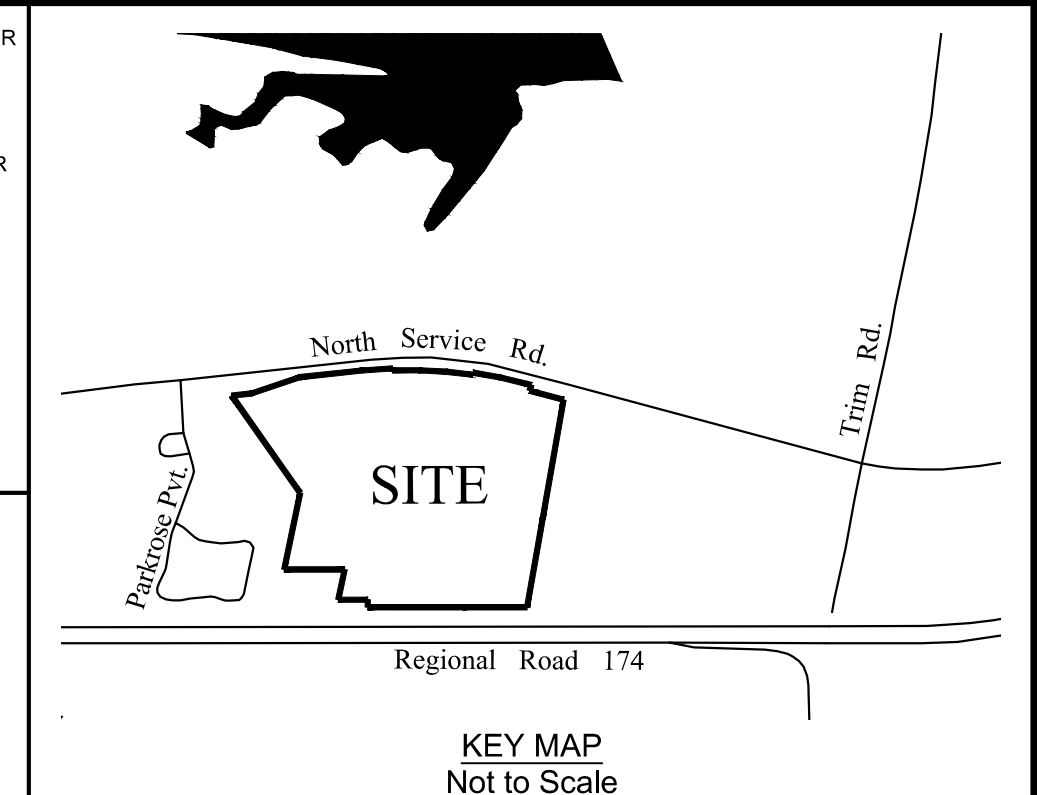 R
R
North Service Rd.
Trim Rd.
SITE
Parkrose Pvt.
Regional Road 174
KEY MAP
Not to Scale